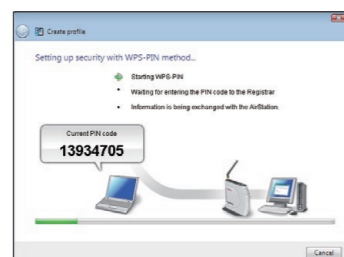 Create profile
Setting up security with WPS-PIN method...
Starting WPS-PIN
Waiting for entering the PIN code to the Registrar
Information is being exchanged with the AirStation.
Current PIN code
13934705
Cancel